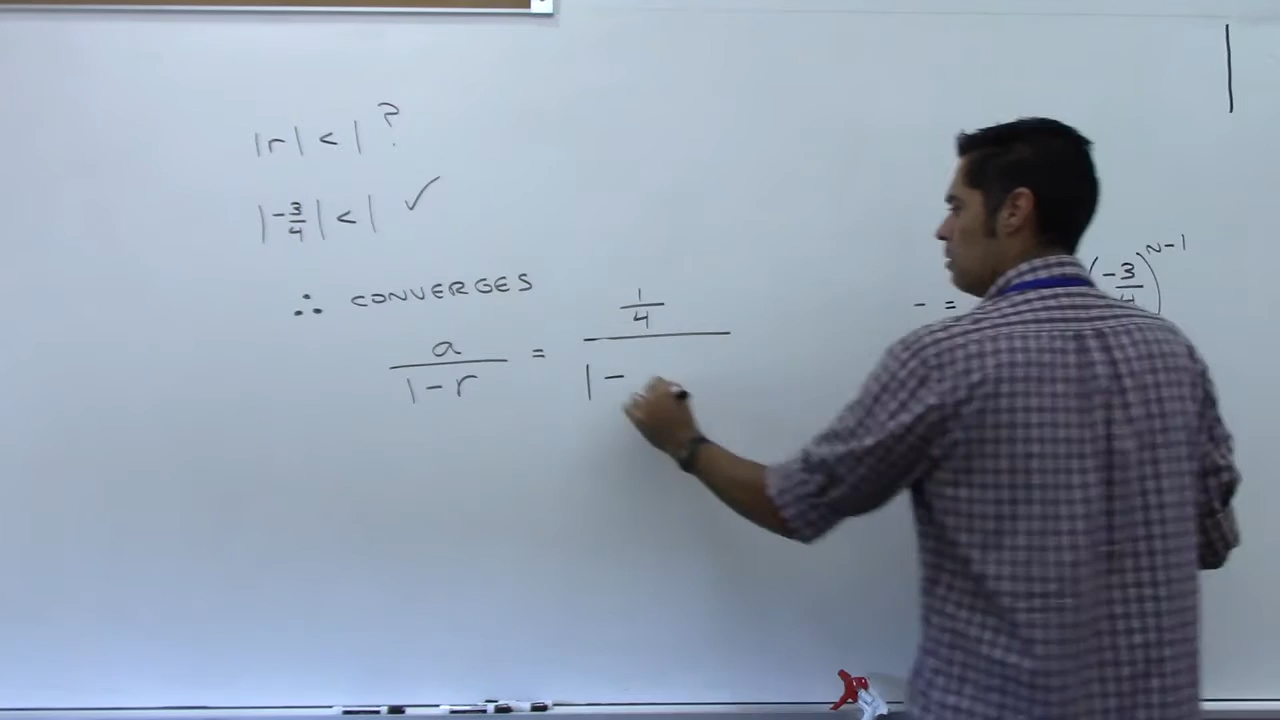 |r| < 1 ?
|-3/4| < 1 ✓
∴ CONVERGES
a/(1-r) = (1/4)/(1-
- = (-3/4)^N-1